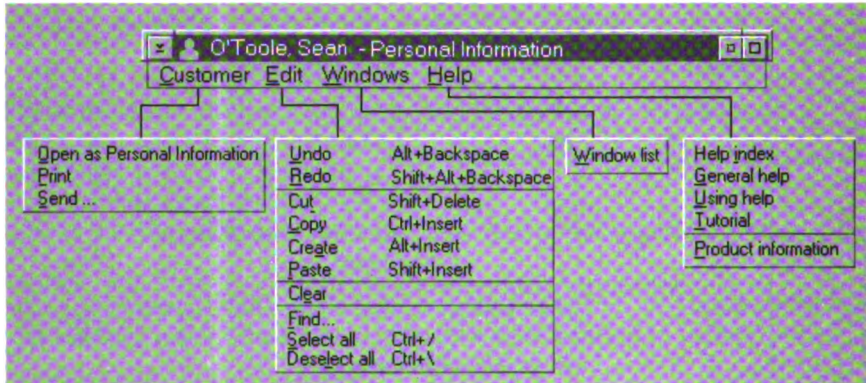 O'Toole, Sean - Personal Information
Customer Edit Windows Help
Open as Personal Information
Print
Send ...
Undo Alt+Backspace
Redo Shift+Alt+Backspace
Cut Shift+Delete
Copy Ctrl+Insert
Create Alt+Insert
Paste Shift+Insert
Clear
Find...
Select all Ctrl+/
Deselect all Ctrl+\
Window list
Help index
General help
Using help
Tutorial
Product information